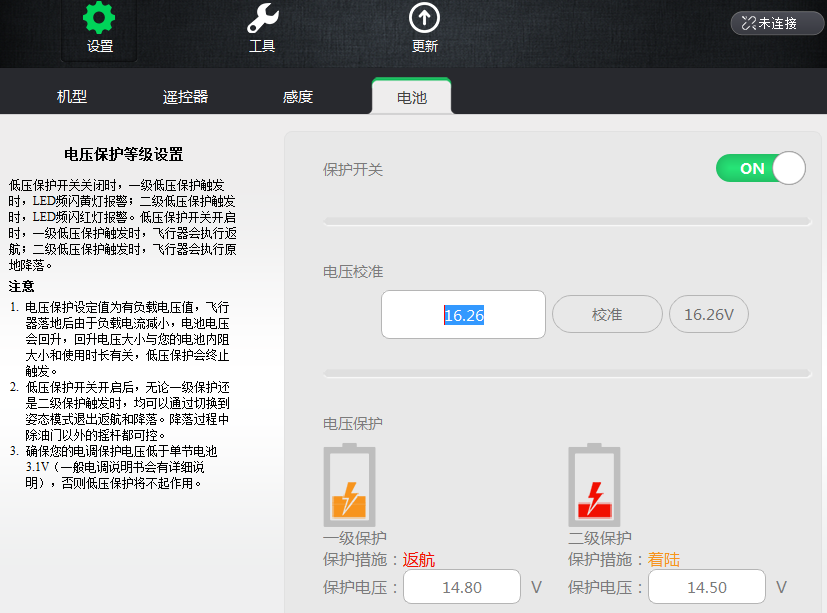 设置
工具
更新
未连接
机型
遥控器
感度
电池
电压保护等级设置
低压保护开关关闭时，一级低压保护触发
时，LED频闪黄灯报警；二级低压保护触发
时，LED频闪红灯报警。低压保护开关开启
时，一级低压保护触发时，飞行器会执行返
航；二级低压保护触发时，飞行器会执行原
地降落。
注意
1. 电压保护设定值为有负载电压值，飞行
器落地后由于负载电流减小，电池电压
会回升，回升电压大小与您的电池内阻
大小和使用时长有关，低压保护会终止
触发。
2. 低压保护开关开启后，无论一级保护还
是二级保护触发时，均可以通过切换到
姿态模式退出返航和降落。降落过程中
除油门以外的摇杆都可控。
3. 确保您的电调保护电压低于单节电池
3.1V（一般电调说明书会有详细说
明），否则低压保护将不起作用。
保护开关
ON
电压校准
16.26
校准
16.26V
电压保护
一级保护
保护措施：返航
保护电压：14.80 V
二级保护
保护措施：着陆
保护电压：14.50 V